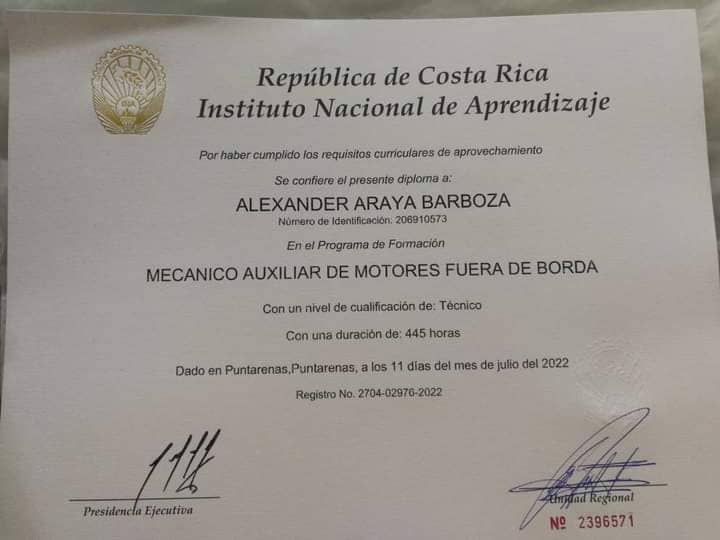 República de Costa Rica
Instituto Nacional de Aprendizaje
Por haber cumplido los requisitos curriculares de aprovechamiento
Se confiere el presente diploma a:
ALEXANDER ARAYA BARBOZA
Número de Identificación: 206910573
En el Programa de Formación
MECANICO AUXILIAR DE MOTORES FUERA DE BORDA
Con un nivel de cualificación de: Técnico
Con una duración de: 445 horas
Dado en Puntarenas,Puntarenas, a los 11 días del mes de julio del 2022
Registro No. 2704-02976-2022
Presidencia Ejecutiva
Unidad Regional
Nº 2396571